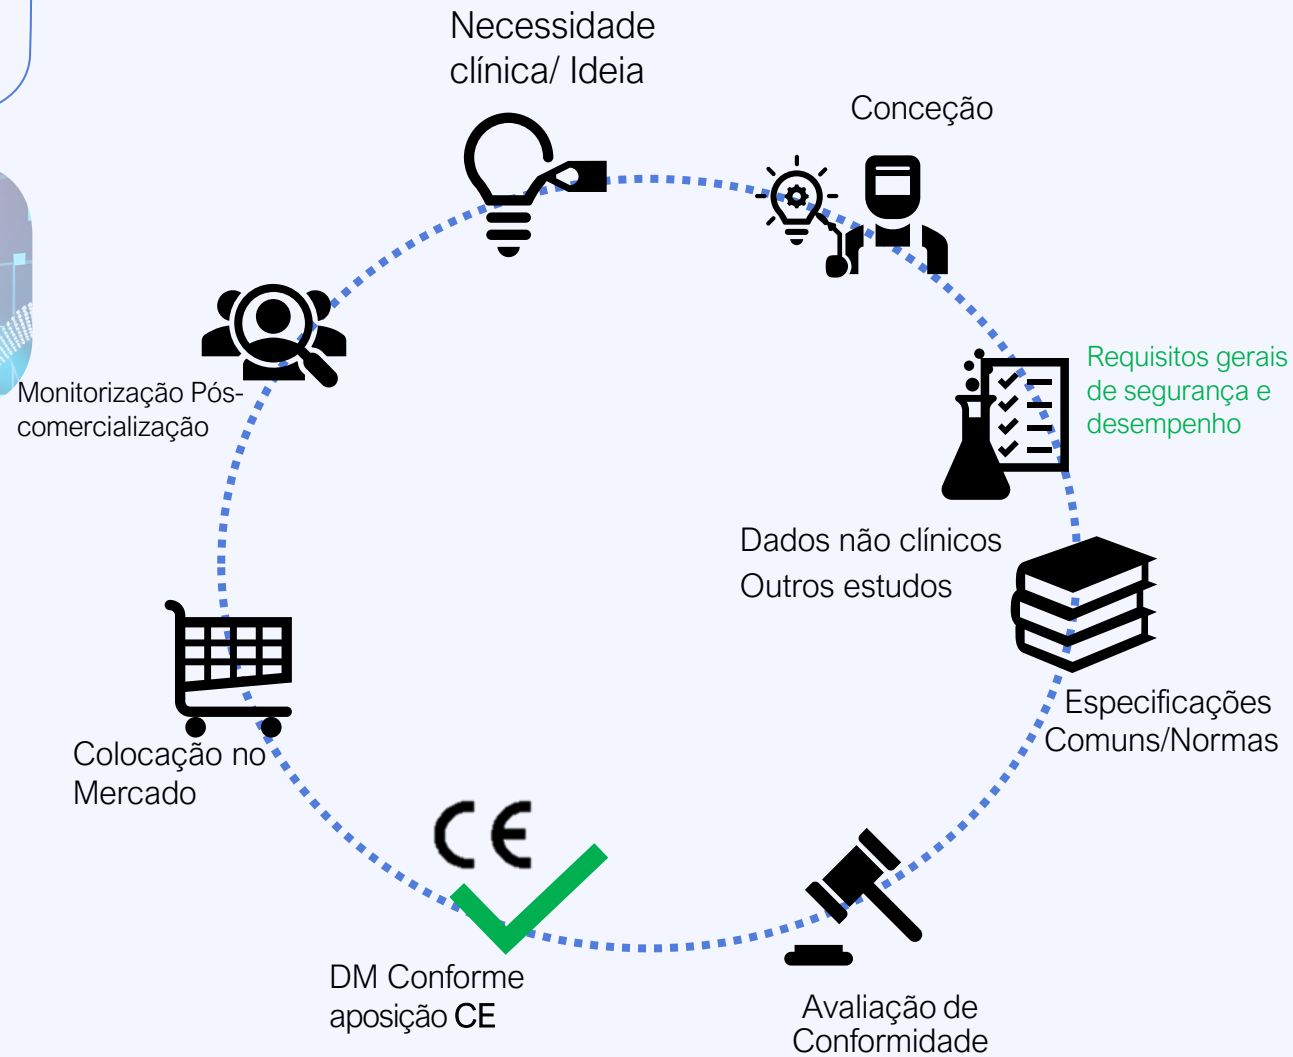 Necessidade
clínica/ Ideia
Conceção
Requisitos gerais
de segurança e
desempenho
Dados não clínicos
Outros estudos
Especificações
Comuns/Normas
Avaliação de
Conformidade
CE
DM Conforme
aposição CE
Colocação no
Mercado
Monitorização Pós-
comercialização